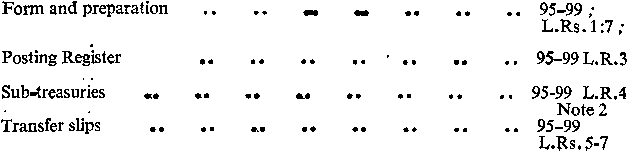 Form and preparation .. .. .. .. .. .. .. 95-99 ;
L.Rs.1:7 ;
Posting Register .. .. .. .. .. .. .. 95-99 L.R.3
Sub-treasuries .. .. .. .. .. .. .. .. 95-99 L.R.4
Note 2
Transfer slips .. .. .. .. .. .. .. .. 95-99
L.Rs.5-7